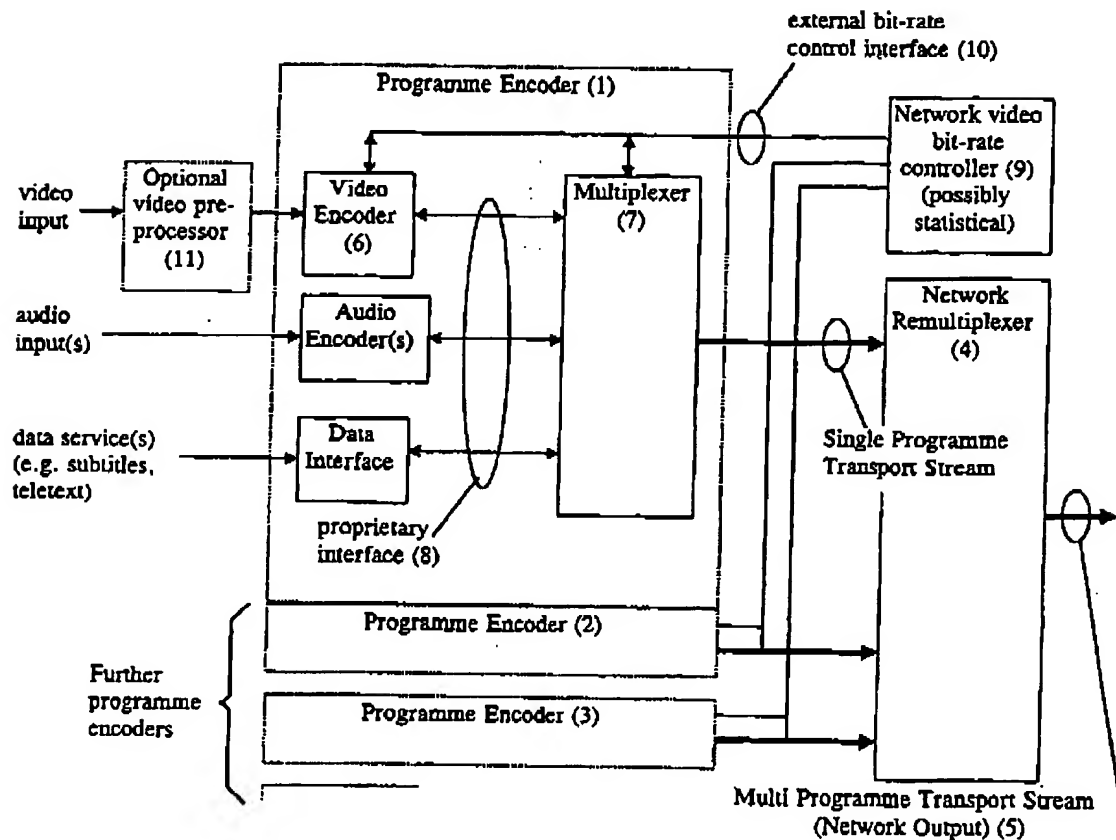 external bit-rate
control interface (10)
Programme Encoder (1)
Network video
bit-rate
controller (9)
(possibly
statistical)
video
input
Optional
video pre-
processor
(11)
Video
Encoder
(6)
Multiplexer
(7)
audio
input(s)
Audio
Encoder(s)
Network
Remultiplexer
(4)
data service(s)
(e.g. subtitles,
teletext)
Data
Interface
Single Programme
Transport Stream
proprietary
interface (8)
Programme Encoder (2)
Further
programme
encoders
Programme Encoder (3)
Multi Programme Transport Stream
(Network Output) (5)